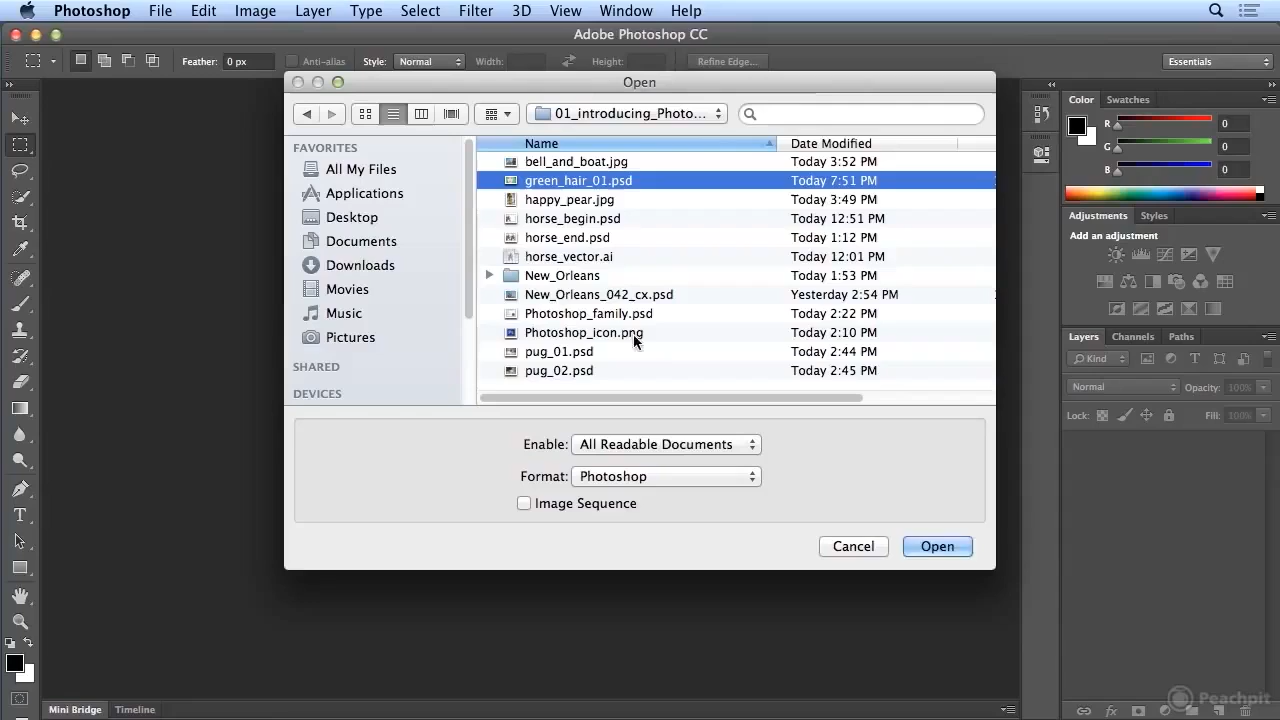 Photoshop File Edit Image Layer Type Select Filter 3D View Window Help
Adobe Photoshop CC
Feather: 0 px Anti-alias Style: Normal Width: Height: Refine Edge... Essentials
Open
01_introducing_Photo...
FAVORITES
All My Files
Applications
Desktop
Documents
Downloads
Movies
Music
Pictures
SHARED
DEVICES
Name Date Modified
bell_and_boat.jpg Today 3:52 PM
green_hair_01.psd Today 7:51 PM
happy_pear.jpg Today 3:49 PM
horse_begin.psd Today 12:51 PM
horse_end.psd Today 1:12 PM
horse_vector.ai Today 12:01 PM
New_Orleans Today 1:53 PM
New_Orleans_042_cx.psd Yesterday 2:54 PM
Photoshop_family.psd Today 2:22 PM
Photoshop_icon.png Today 2:10 PM
pug_01.psd Today 2:44 PM
pug_02.psd Today 2:45 PM
Enable: All Readable Documents
Format: Photoshop
Image Sequence
Cancel Open
Color Swatches
R 0
G 0
B 0
Adjustments Styles
Add an adjustment
Layers Channels Paths
Kind
Normal Opacity: 100%
Lock: Fill: 100%
Mini Bridge Timeline
Peachpit